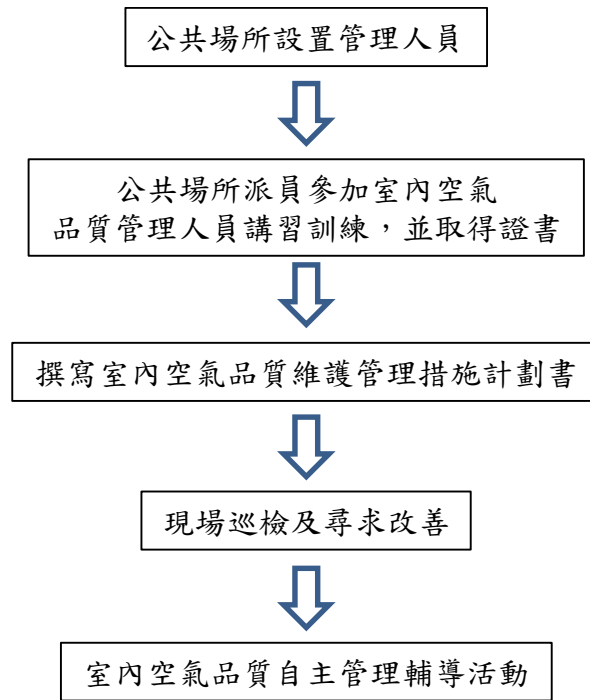 公共場所設置管理人員
公共場所派員參加室內空氣
品質管理人員講習訓練，並取得證書
撰寫室內空氣品質維護管理措施計劃書
現場巡檢及尋求改善
室內空氣品質自主管理輔導活動